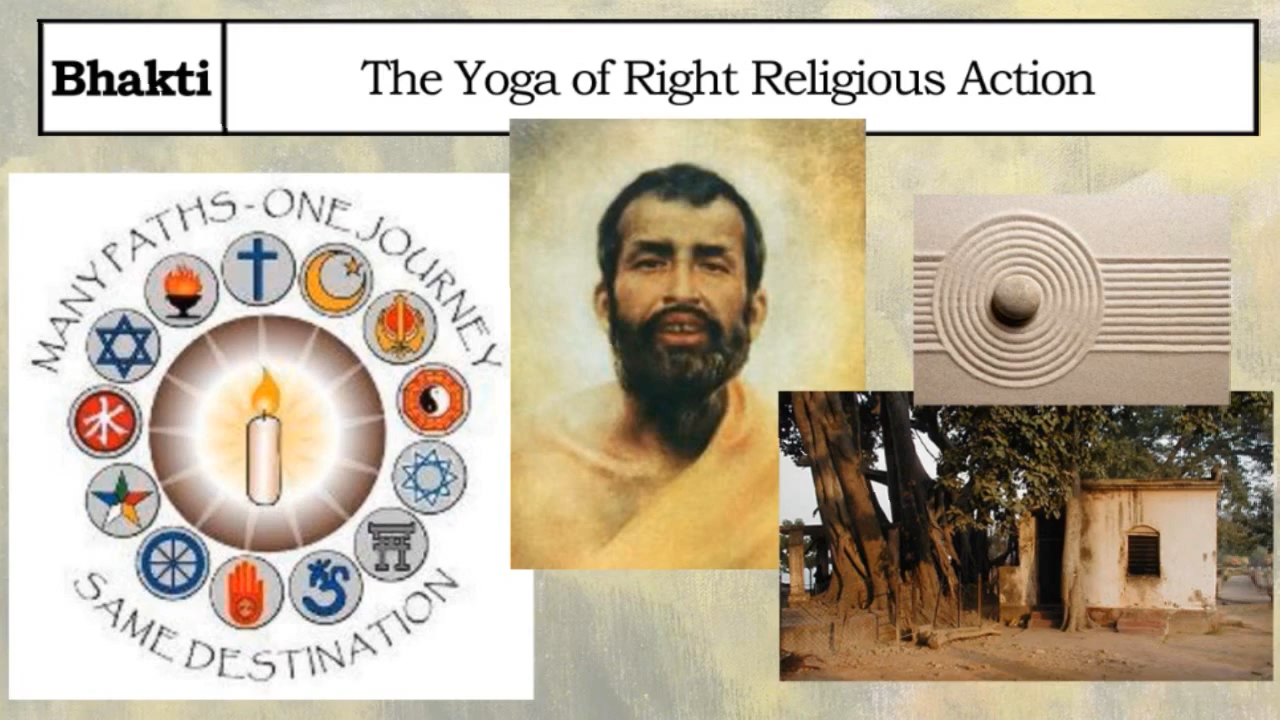 Bhakti
The Yoga of Right Religious Action
MANY PATHS - ONE JOURNEY
SAME DESTINATION